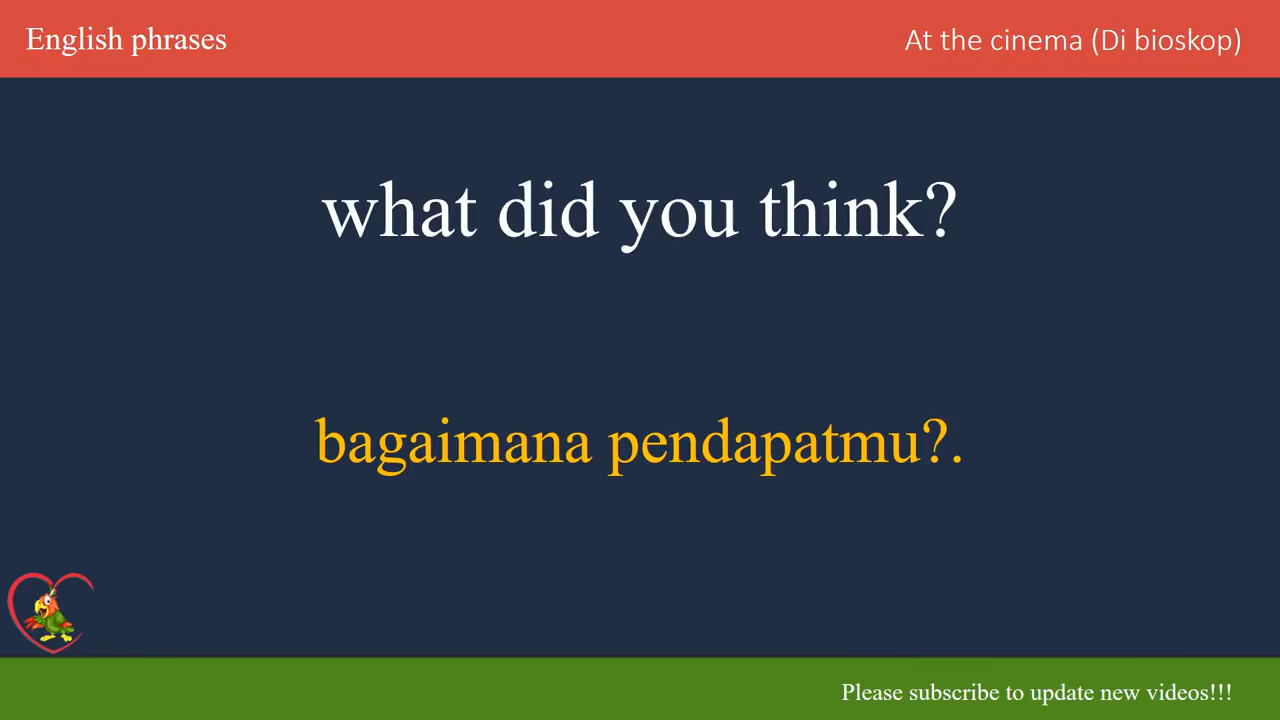 English phrases
At the cinema (Di bioskop)
what did you think?
bagaimana pendapatmu?.
Please subscribe to update new videos!!!